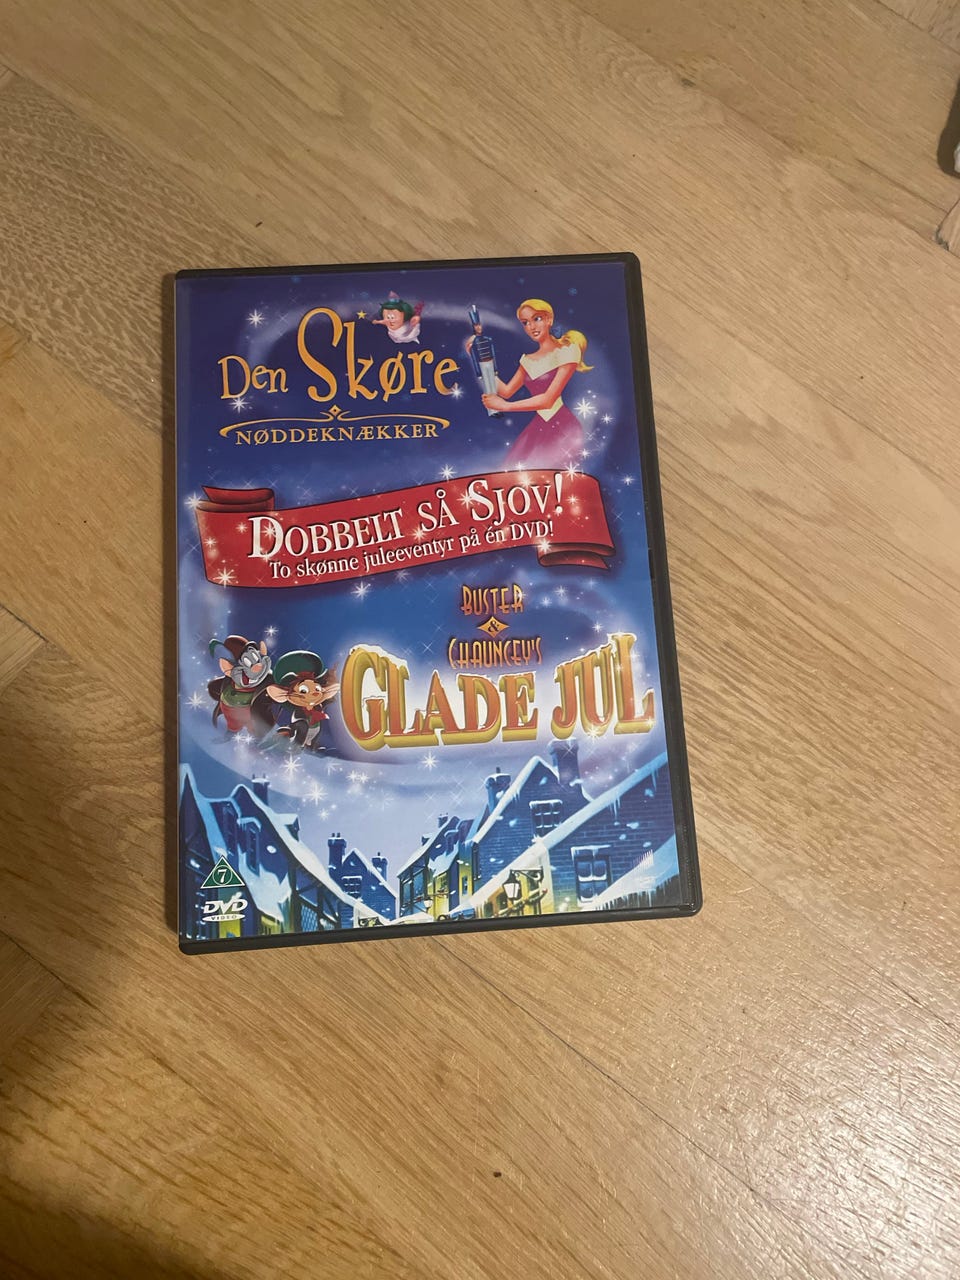 Den Skøre
NØDDEKNÆKKER
DOBBELT SÅ SJOV!
To skønne juleeventyr på én DVD!
BUSTER
&
CHAUNCEY'S
GLADE JUL
7
DVD
VIDEO